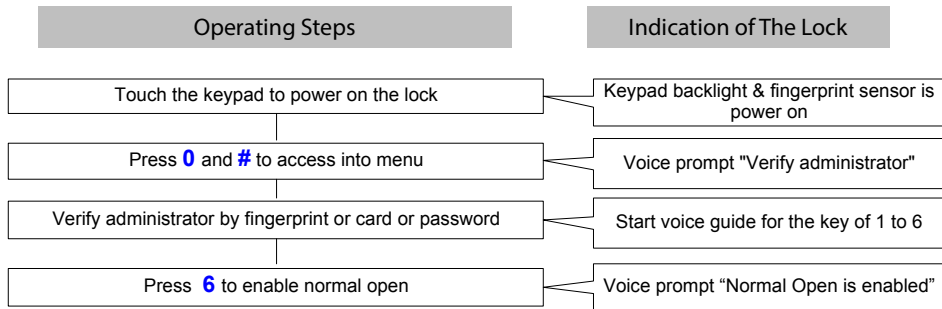 Operating Steps
Indication of The Lock
Touch the keypad to power on the lock
Keypad backlight & fingerprint sensor is
power on
Press 0 and # to access into menu
Voice prompt "Verify administrator"
Verify administrator by fingerprint or card or password
Start voice guide for the key of 1 to 6
Press 6 to enable normal open
Voice prompt “Normal Open is enabled”